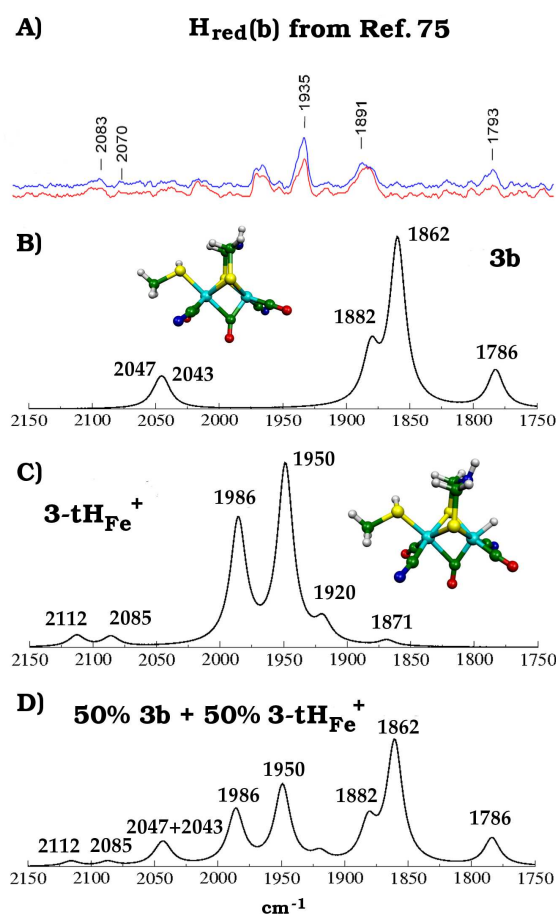 A) H_red(b) from Ref. 75
2083 2070 1935 1891 1793
B) 3b
1862
1882
2047 2043 1786
2150 2100 2050 2000 1950 1900 1850 1800 1750
C) 3-tH_Fe^+
1950
1986
1920
2112 2085 1871
2150 2100 2050 2000 1950 1900 1850 1800 1750
D) 50% 3b + 50% 3-tH_Fe^+
1862
1986 1950 1882
2112 2085 2047+2043 1786
2150 2100 2050 2000 1950 1900 1850 1800 1750
cm^-1